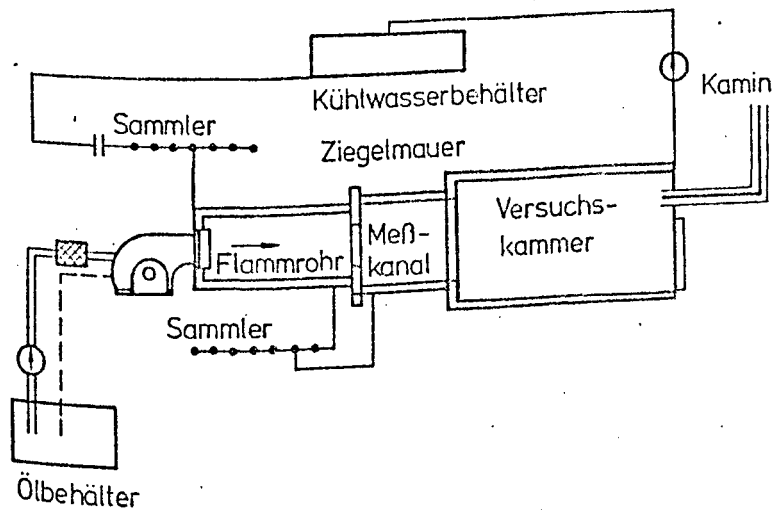 Kühlwasserbehälter
Kamin
Sammler
Ziegelmauer
Versuchs-
kammer
Meß-
kanal
Flammrohr
Sammler
Ölbehälter